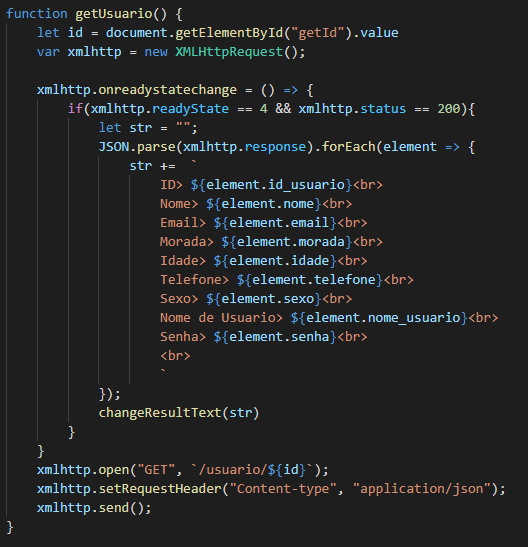 function getUsuario() {
let id = document.getElementById("getId").value
var xmlhttp = new XMLHttpRequest();
xmlhttp.onreadystatechange = () => {
if(xmlhttp.readyState == 4 && xmlhttp.status == 200){
let str = "";
JSON.parse(xmlhttp.response).forEach(element => {
str += `
ID> ${element.id_usuario}<br>
Nome> ${element.nome}<br>
Email> ${element.email}<br>
Morada> ${element.morada}<br>
Idade> ${element.idade}<br>
Telefone> ${element.telefone}<br>
Sexo> ${element.sexo}<br>
Nome de Usuario> ${element.nome_usuario}<br>
Senha> ${element.senha}<br>
<br>
`
});
changeResultText(str)
}
}
xmlhttp.open("GET", `/usuario/${id}`);
xmlhttp.setRequestHeader("Content-type", "application/json");
xmlhttp.send();
}